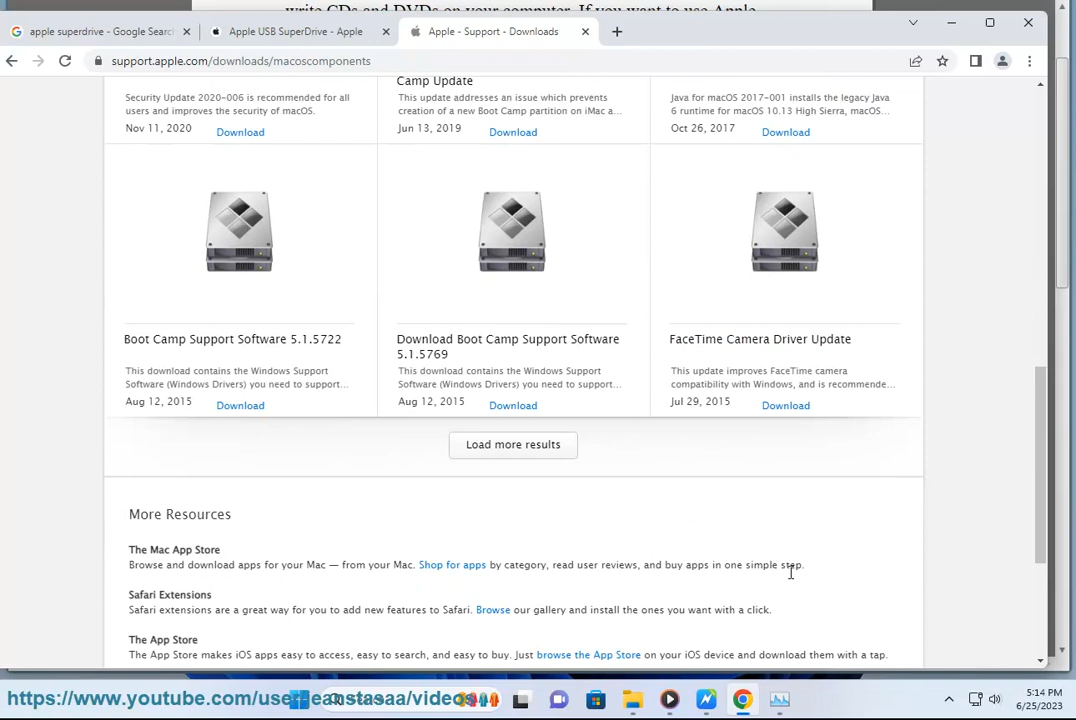 write CDs and DVDs on your computer. If you want to use Apple
apple superdrive - Google Search
Apple USB SuperDrive - Apple
Apple - Support - Downloads
support.apple.com/downloads/macoscomponents
Camp Update
Security Update 2020-006 is recommended for all
users and improves the security of macOS.
Nov 11, 2020 Download
This update addresses an issue which prevents
creation of a new Boot Camp partition on iMac a...
Jun 13, 2019 Download
Java for macOS 2017-001 installs the legacy Java
6 runtime for macOS 10.13 High Sierra, macOS...
Oct 26, 2017 Download
Boot Camp Support Software 5.1.5722
This download contains the Windows Support
Software (Windows Drivers) you need to support...
Aug 12, 2015 Download
Download Boot Camp Support Software
5.1.5769
This download contains the Windows Support
Software (Windows Drivers) you need to support...
Aug 12, 2015 Download
FaceTime Camera Driver Update
This update improves FaceTime camera
compatibility with Windows, and is recommende...
Jul 29, 2015 Download
Load more results
More Resources
The Mac App Store
Browse and download apps for your Mac — from your Mac. Shop for apps by category, read user reviews, and buy apps in one simple step.
Safari Extensions
Safari extensions are a great way for you to add new features to Safari. Browse our gallery and install the ones you want with a click.
The App Store
The App Store makes iOS apps easy to access, easy to search, and easy to buy. Just browse the App Store on your iOS device and download them with a tap.
5:14 PM
6/25/2023